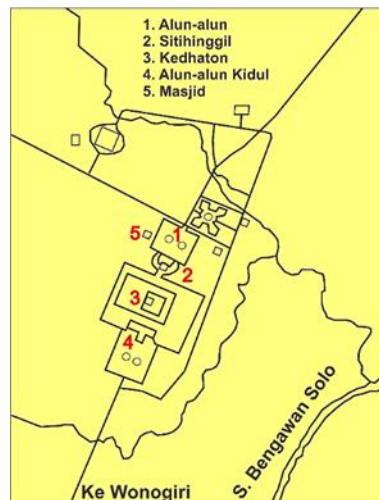 1. Alun-alun
2. Sitihinggil
3. Kedhaton
4. Alun-alun Kidul
5. Masjid
5
1
2
3
4
S. Bengawan Solo
Ke Wonogiri